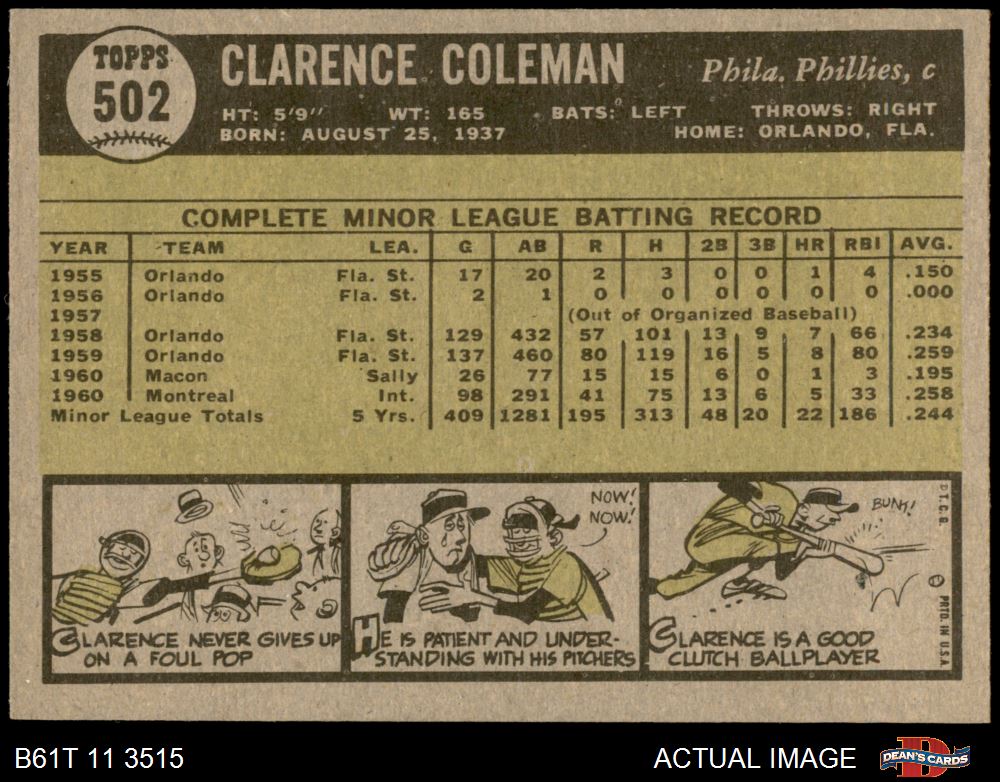 TOPPS
502
CLARENCE COLEMAN Phila. Phillies, c
HT: 5'9" WT: 165 BATS: LEFT THROWS: RIGHT
BORN: AUGUST 25, 1937 HOME: ORLANDO, FLA.
COMPLETE MINOR LEAGUE BATTING RECORD
YEAR TEAM LEA. G AB R H 2B 3B HR RBI AVG.
1955 Orlando Fla. St. 17 20 2 3 0 0 1 4 .150
1956 Orlando Fla. St. 2 1 0 0 0 0 0 0 .000
1957 (Out of Organized Baseball)
1958 Orlando Fla. St. 129 432 57 101 13 9 7 66 .234
1959 Orlando Fla. St. 137 460 80 119 16 5 8 80 .259
1960 Macon Sally 26 77 15 15 6 0 1 3 .195
1960 Montreal Int. 98 291 41 75 13 6 5 33 .258
Minor League Totals 5 Yrs. 409 1281 195 313 48 20 22 186 .244
CLARENCE NEVER GIVES UP
ON A FOUL POP
NOW!
NOW!
HE IS PATIENT AND UNDER-
STANDING WITH HIS PITCHERS
BUNK!
CLARENCE IS A GOOD
CLUTCH BALLPLAYER
© T. C. G. PRTD. IN U.S.A.
B61T 11 3515 ACTUAL IMAGE DEAN'S CARDS